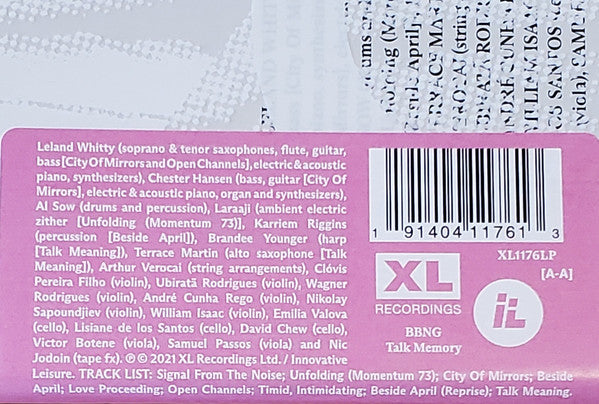 Leland Whitty (soprano & tenor saxophones, flute, guitar,
bass [City Of Mirrors and Open Channels], electric & acoustic
piano, synthesizers), Chester Hansen (bass, guitar [City Of
Mirrors], electric & acoustic piano, organ and synthesizers),
Al Sow (drums and percussion), Laraaji (ambient electric
zither [Unfolding (Momentum 73)], Karriem Riggins
(percussion [Beside April]), Brandee Younger (harp
[Talk Meaning]), Terrace Martin (alto saxophone [Talk
Meaning]), Arthur Verocai (string arrangements), Clóvis
Pereira Filho (violin), Ubiratã Rodrigues (violin), Wagner
Rodrigues (violin), André Cunha Rego (violin), Nikolay
Sapoundjiev (violin), William Isaac (violin), Emilia Valova
(cello), Lisiane de los Santos (cello), David Chew (cello),
Victor Botene (viola), Samuel Passos (viola) and Nic
Jodoin (tape fx). ℗ © 2021 XL Recordings Ltd. / Innovative
Leisure. TRACK LIST: Signal From The Noise; Unfolding (Momentum 73); City Of Mirrors; Beside
April; Love Proceeding; Open Channels; Timid, Intimidating; Beside April (Reprise); Talk Meaning.
1 91404 11761 3
XL1176LP
[A-A]
XL
RECORDINGS
iL
BBNG
Talk Memory